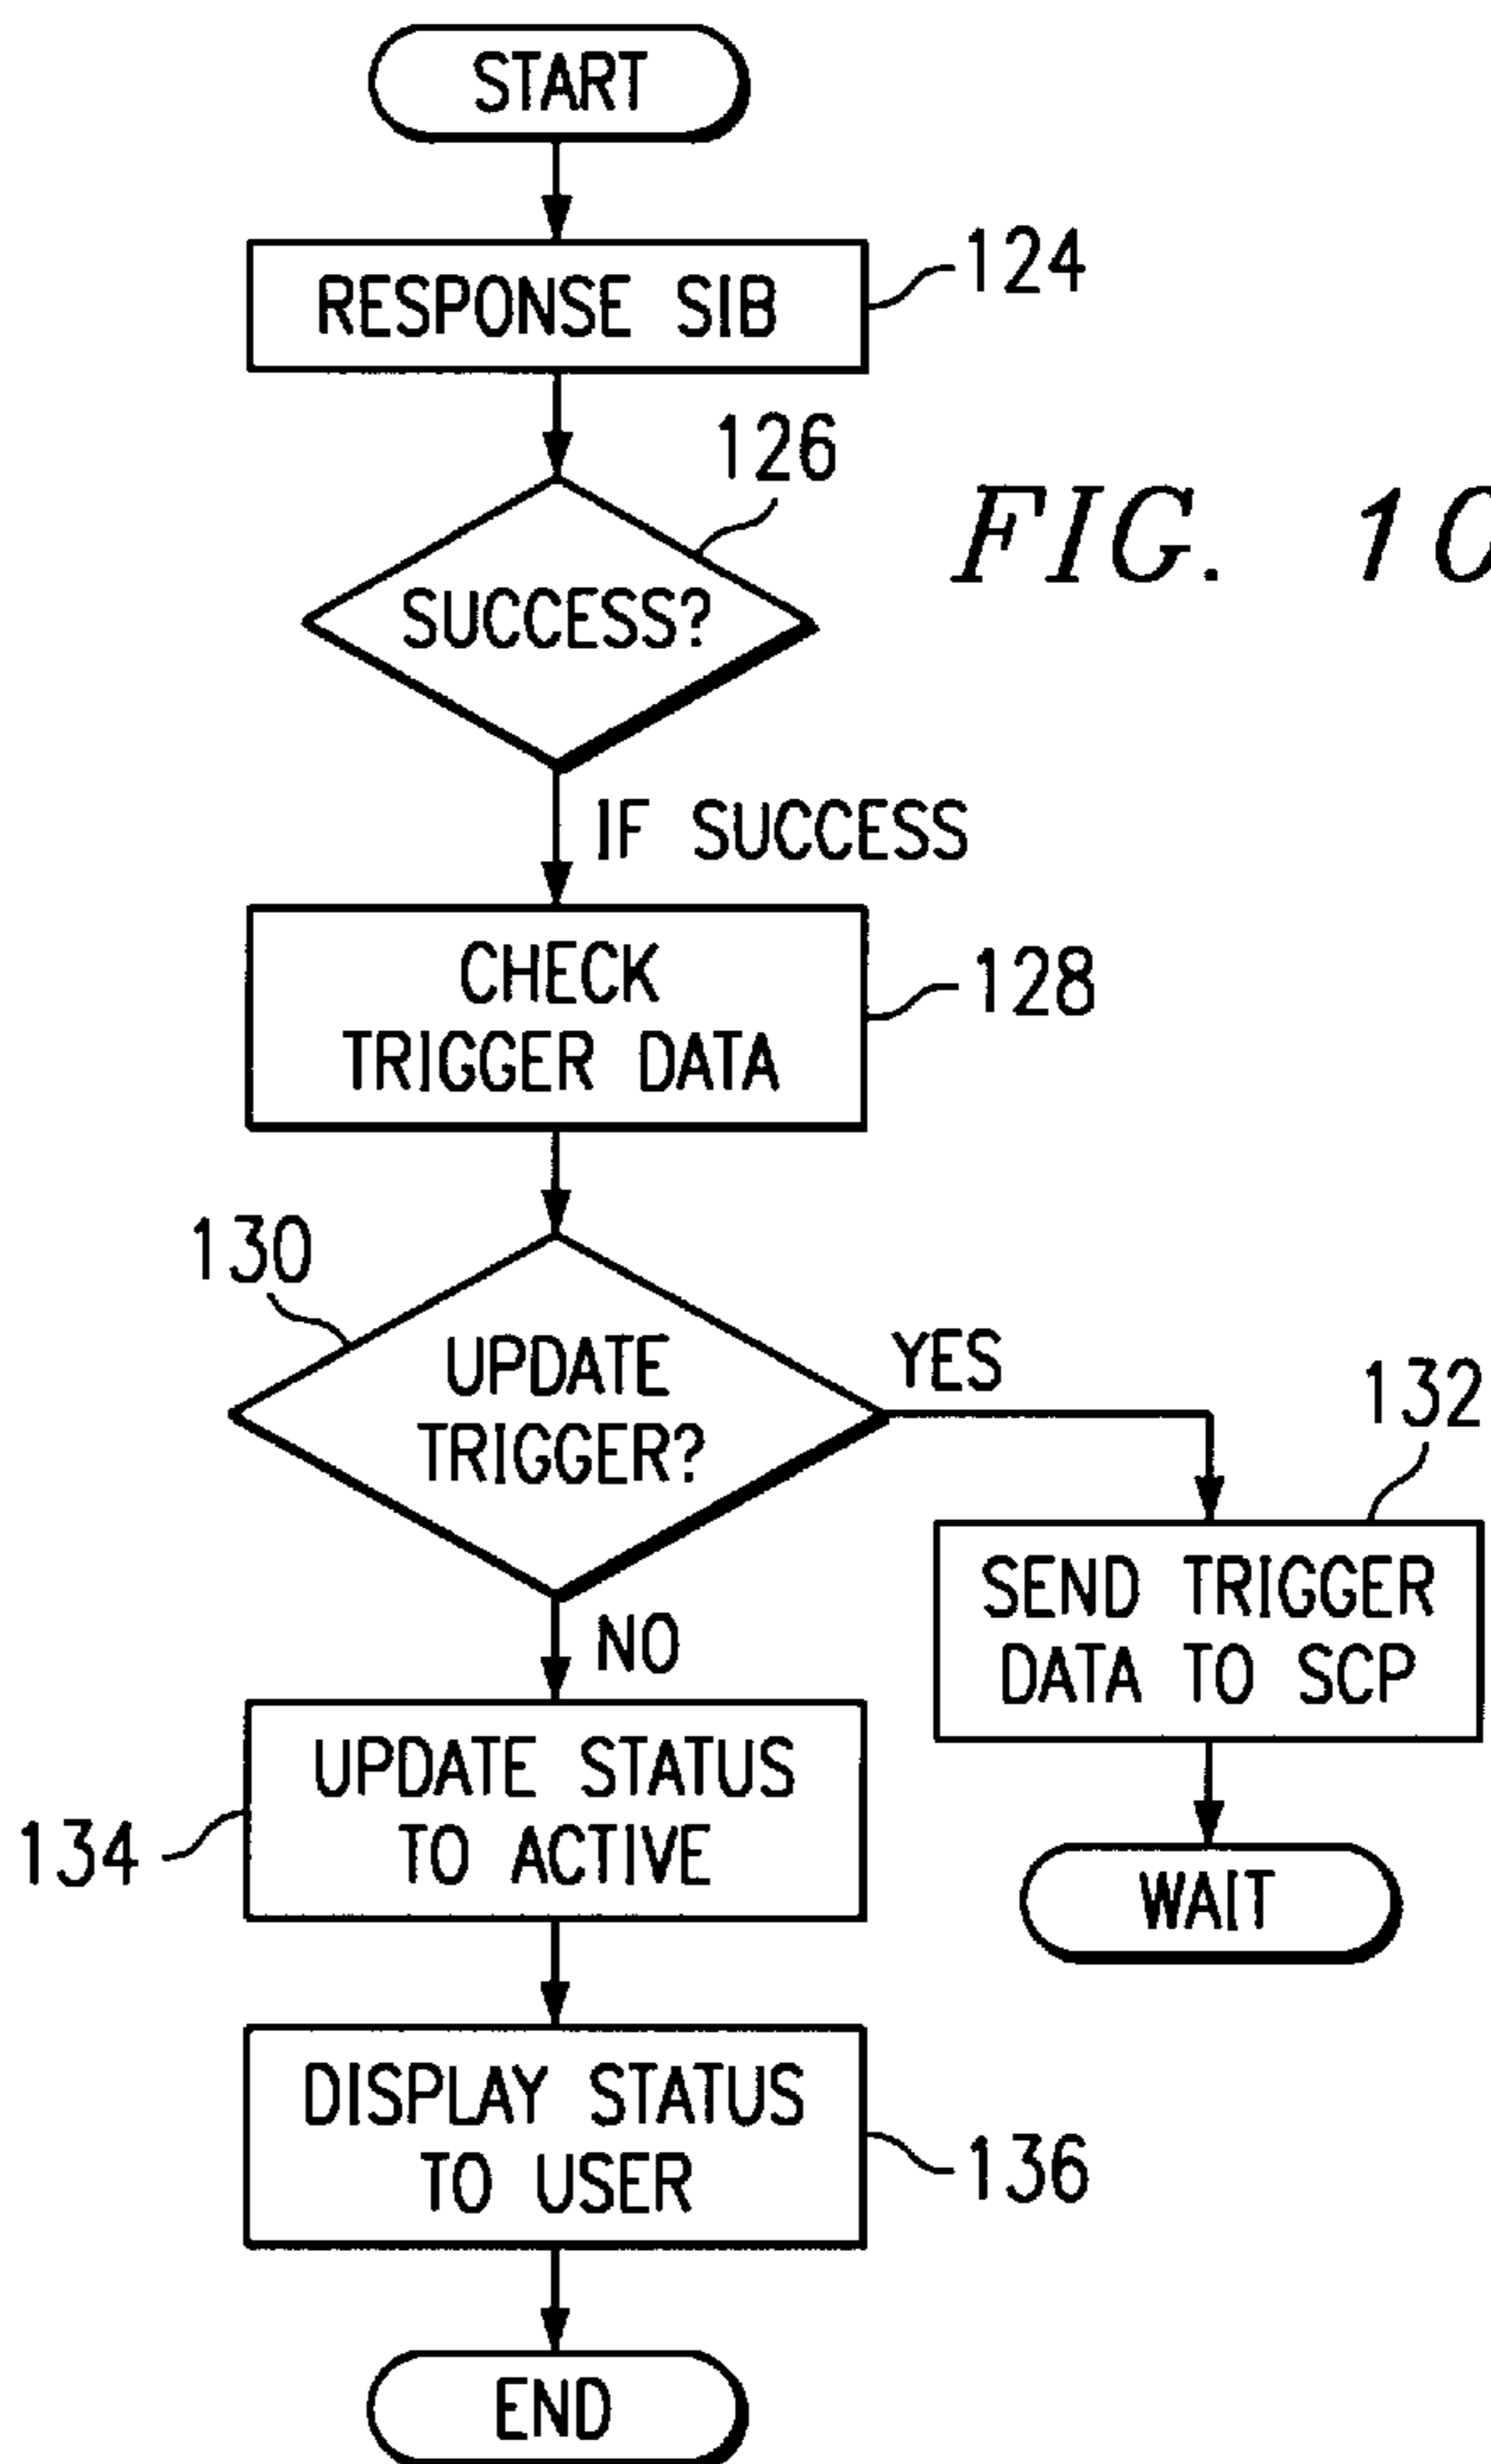 START
RESPONSE SIB
124
126
FIG. 10
SUCCESS?
IF SUCCESS
CHECK
TRIGGER DATA
128
130
UPDATE
TRIGGER?
YES
132
SEND TRIGGER
DATA TO SCP
NO
WAIT
UPDATE STATUS
TO ACTIVE
134
DISPLAY STATUS
TO USER
136
END